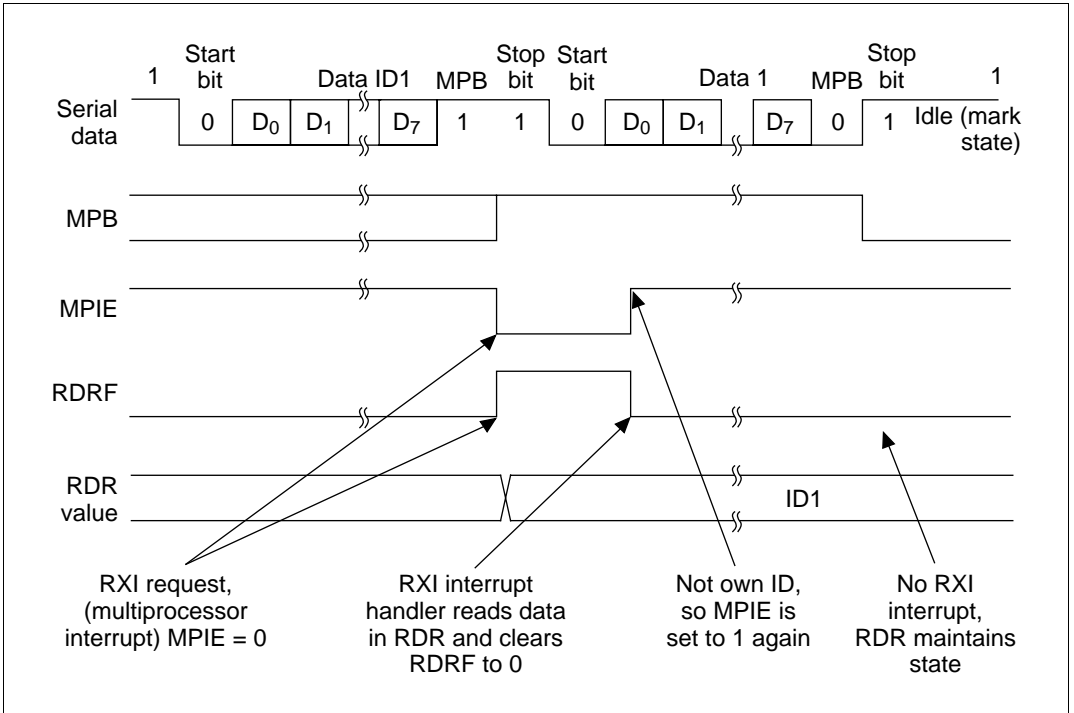 1 Start bit Data ID1 MPB Stop bit Start bit Data 1 MPB Stop bit 1
Serial data 0 D0 D1 D7 1 1 0 D0 D1 D7 0 1 Idle (mark state)
MPB
MPIE
RDRF
RDR value ID1
RXI request,
(multiprocessor
interrupt) MPIE = 0
RXI interrupt
handler reads data
in RDR and clears
RDRF to 0
Not own ID,
so MPIE is
set to 1 again
No RXI
interrupt,
RDR maintains
state